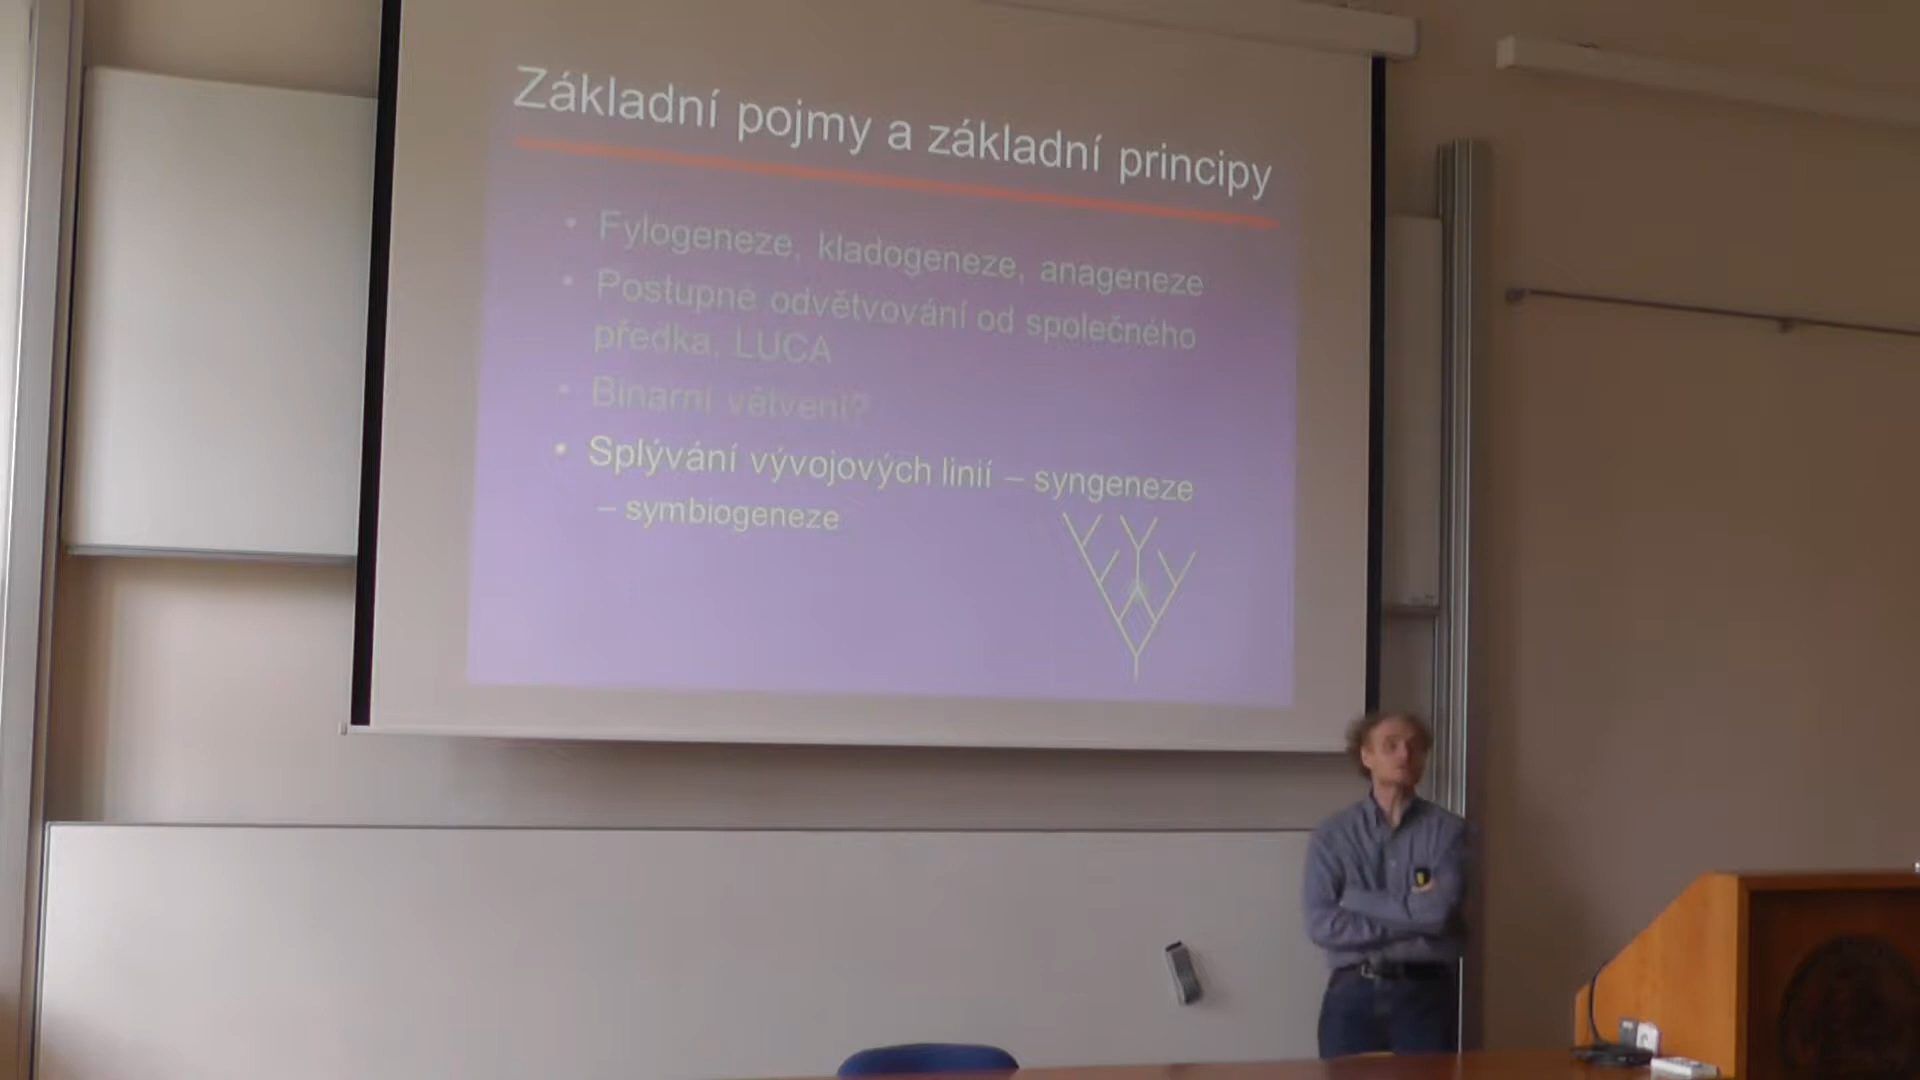 Základní pojmy a základní principy
• Fylogeneze, kladogeneze, anageneze
• Postupné odvětvování od společného
předka, LUCA
• Binarní větvení?
• Splývání vývojových linií – syngeneze
– symbiogeneze